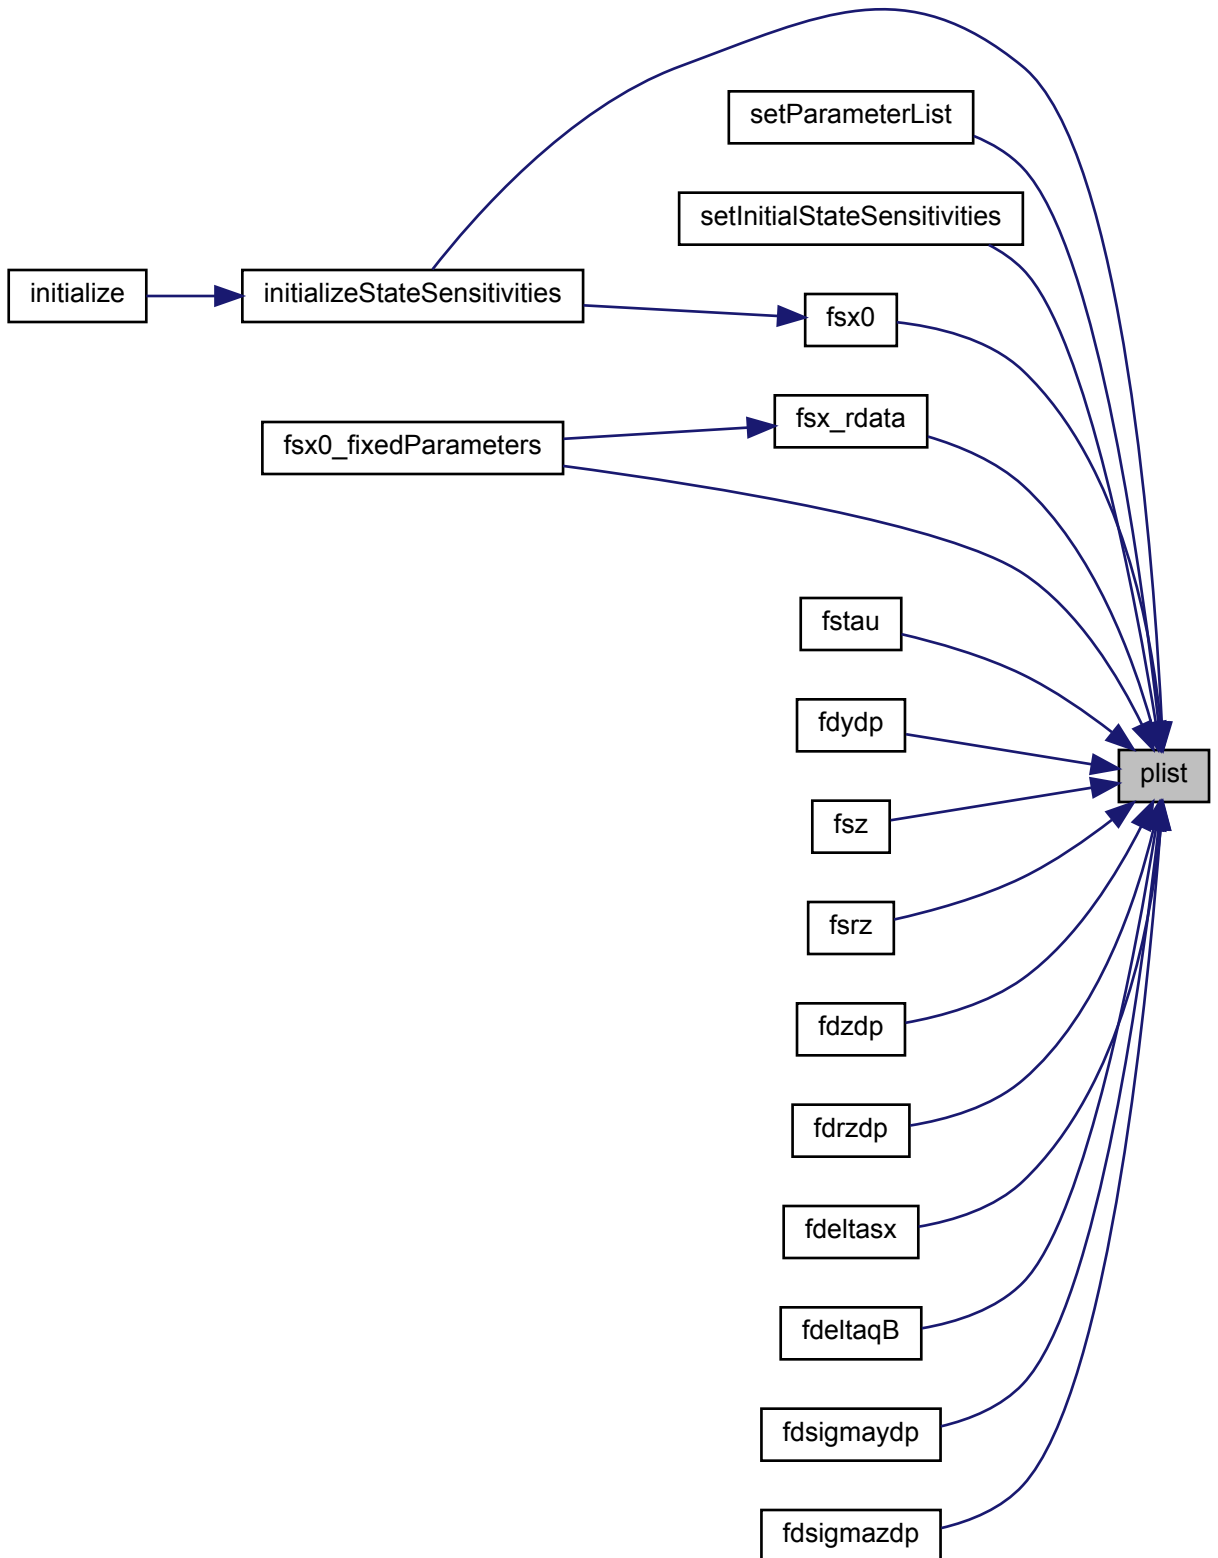 setParameterList
setInitialStateSensitivities
initialize
initializeStateSensitivities
fsx0
fsx_rdata
fsx0_fixedParameters
fstau
fdydp
plist
fsz
fsrz
fdzdp
fdrzdp
fdeltasx
fdeltaqB
fdsigmaydp
fdsigmazdp